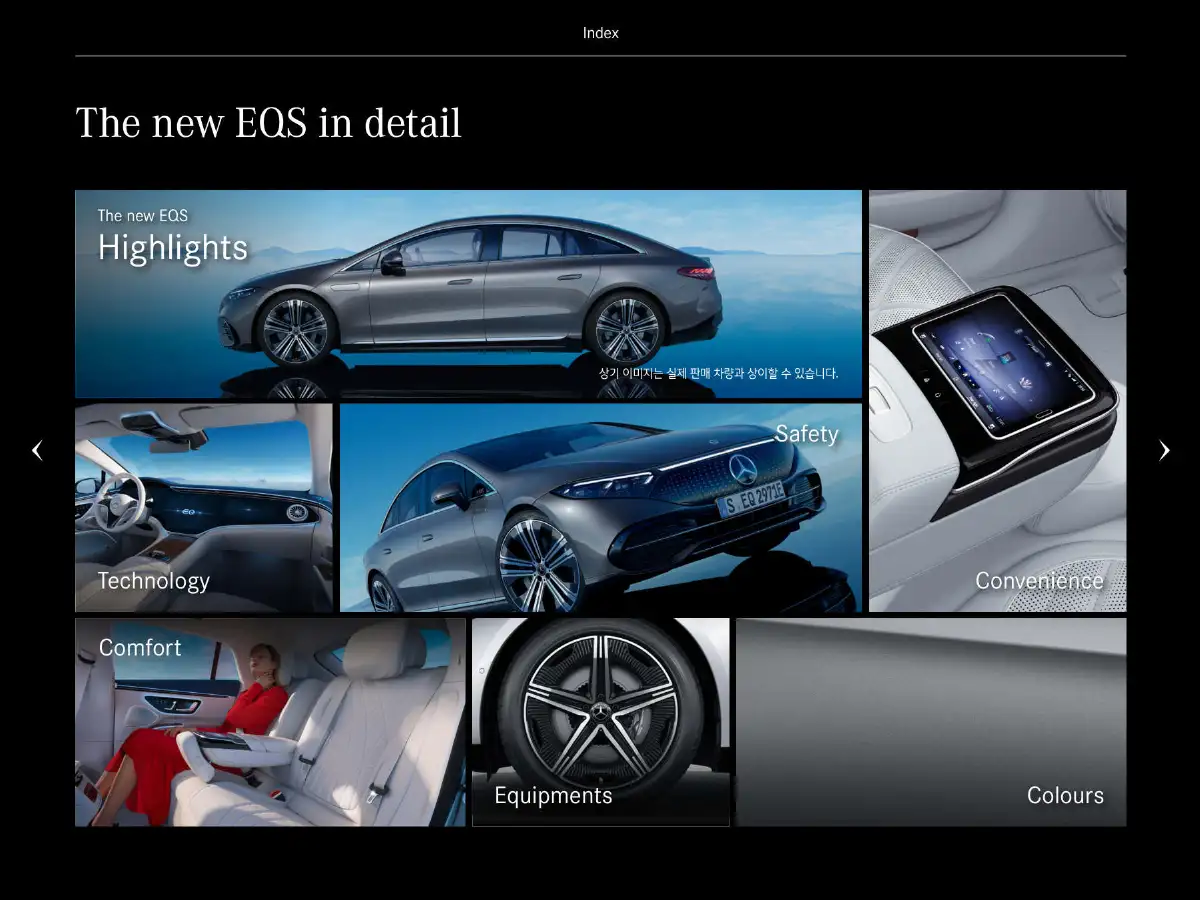 Index
The new EQS in detail
The new EQS
Highlights
상기 이미지는 실제 판매 차량과 상이할 수 있습니다.
Safety
S. EQ 2971E
EQ
Technology
Convenience
Comfort
Equipments
Colours